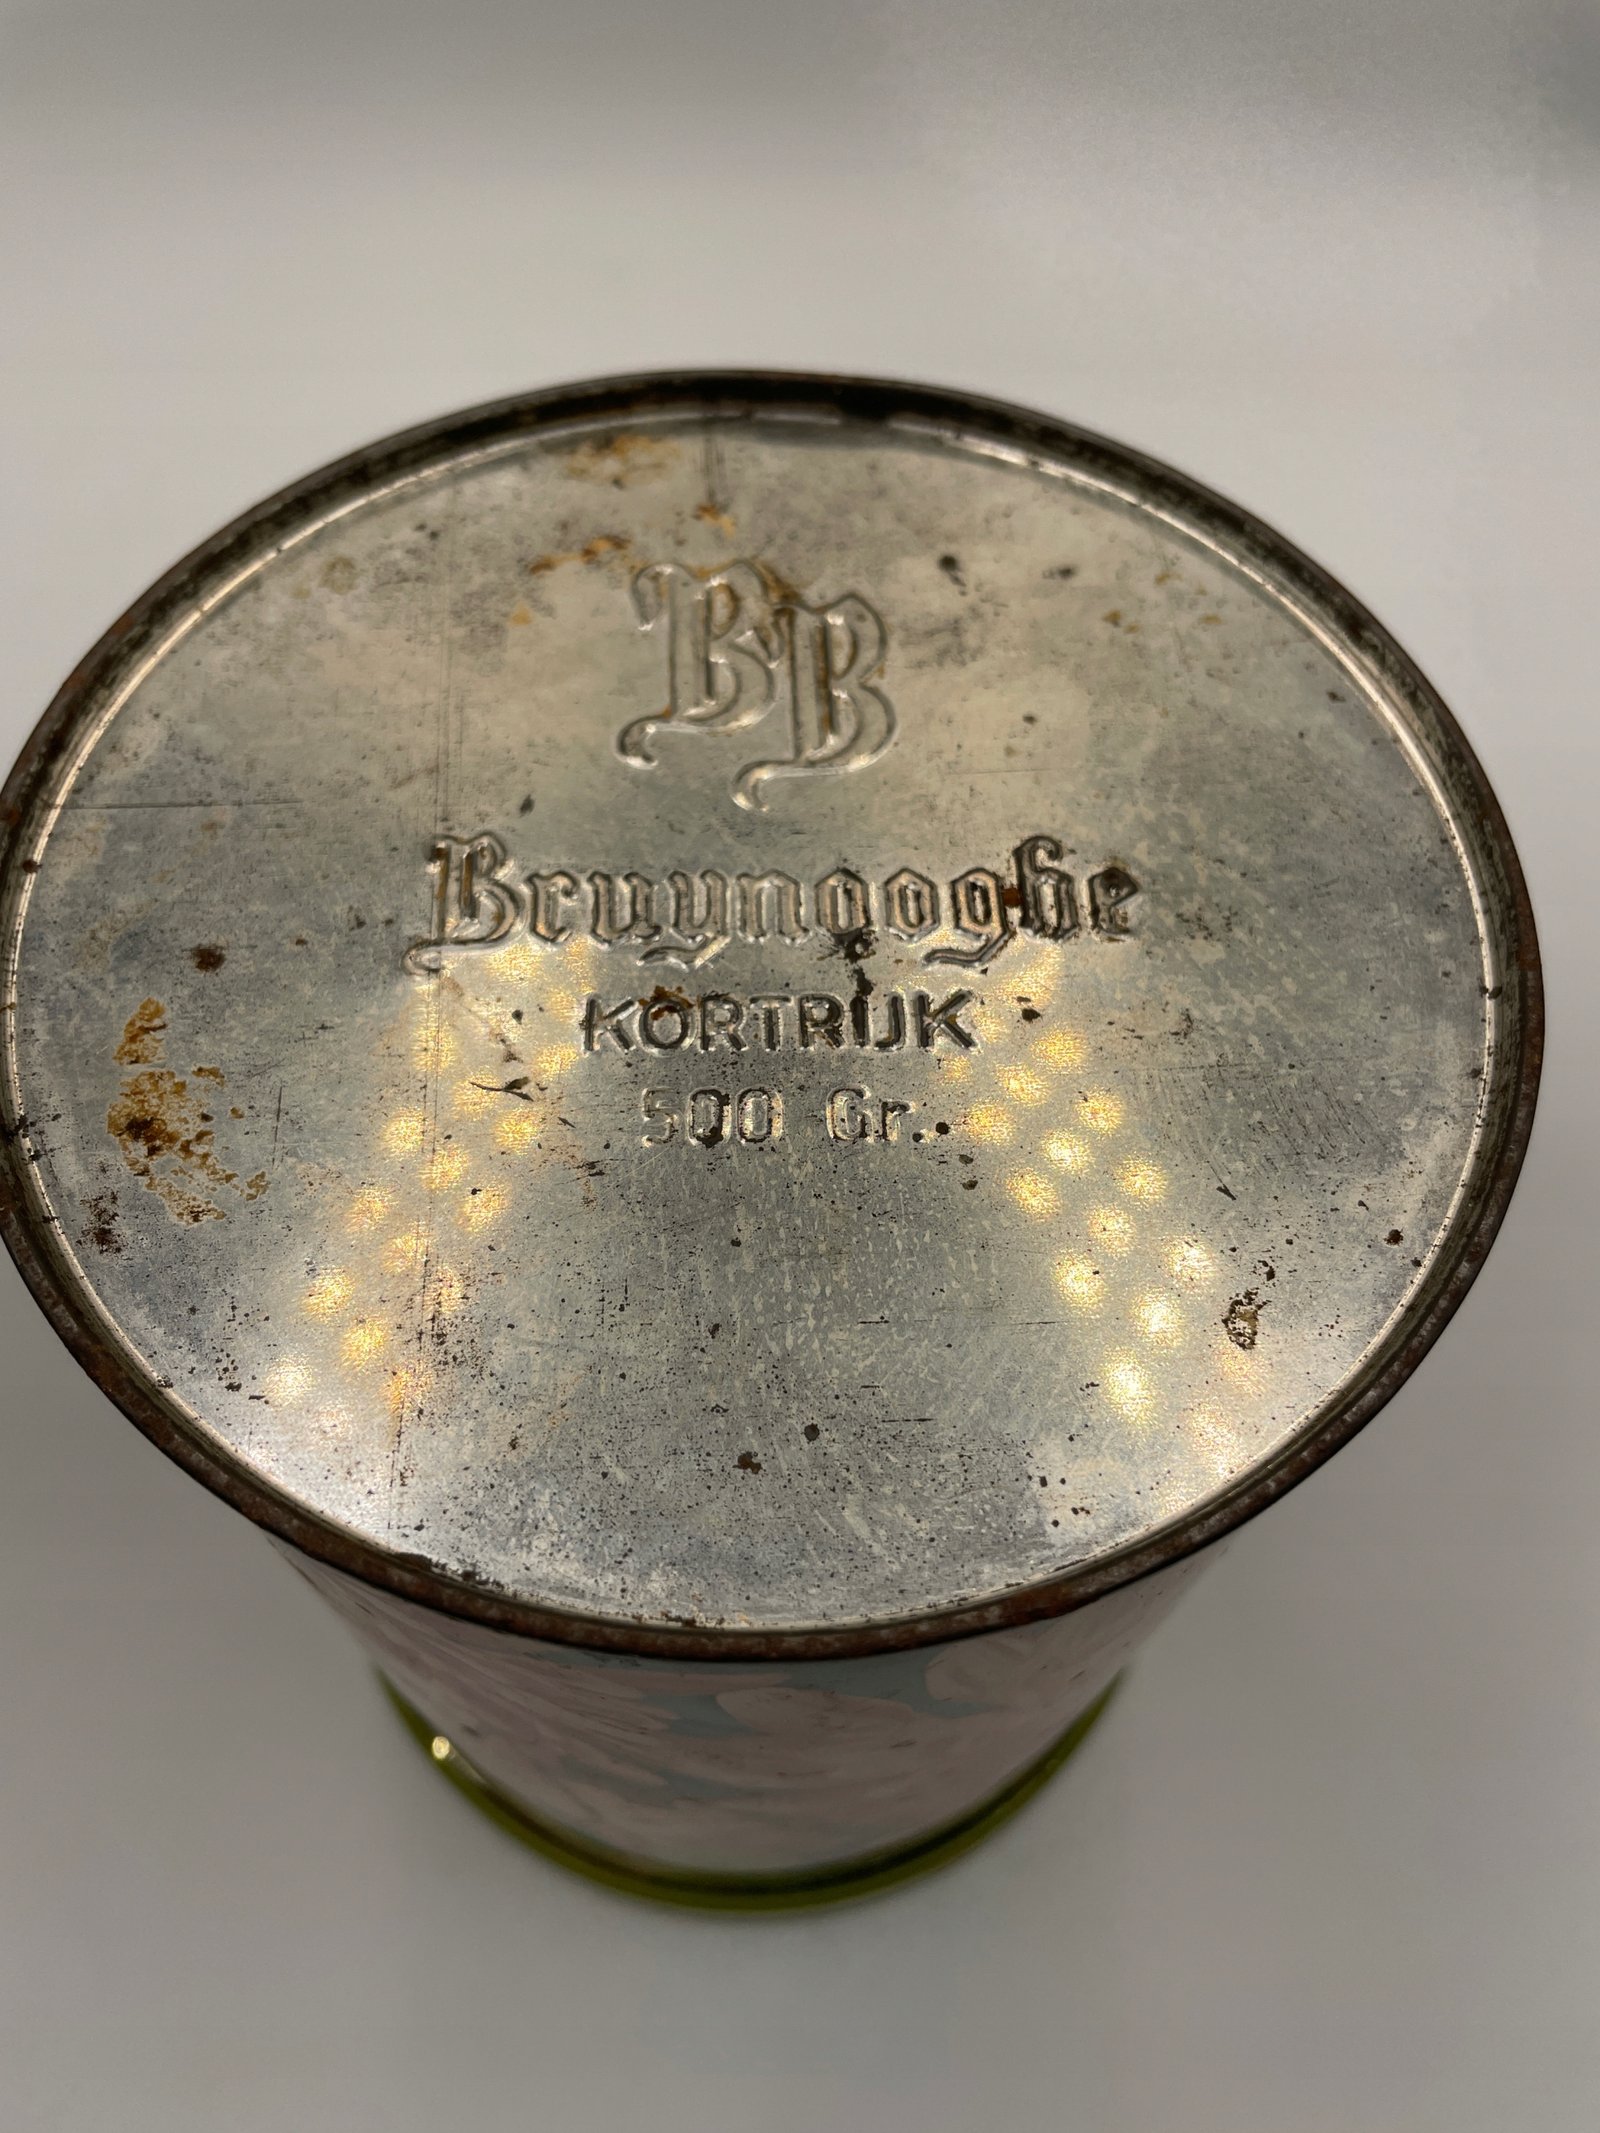 BB
Bruynooghe
KORTRIJK
500 Gr.